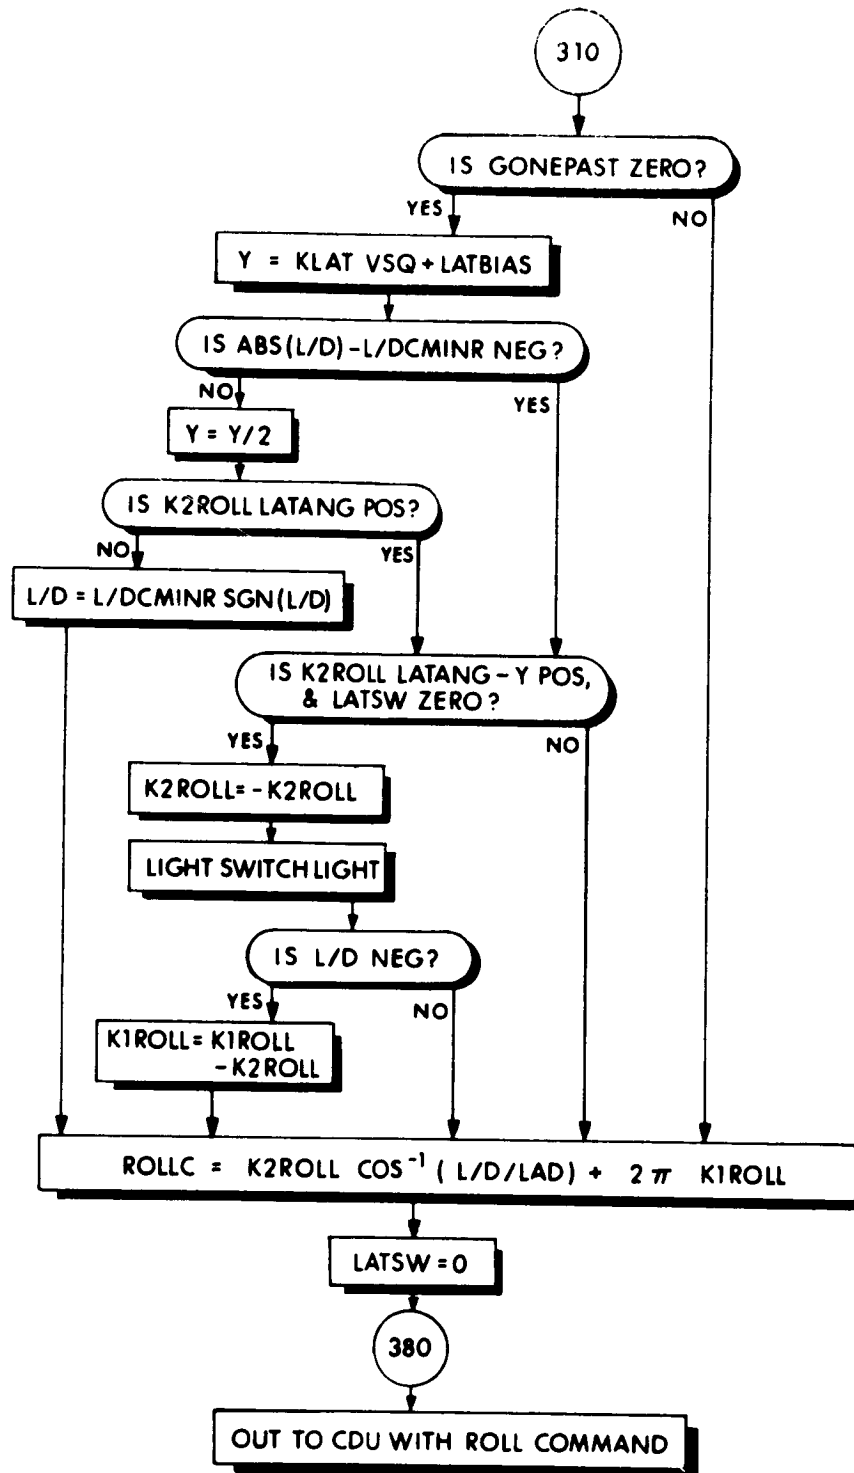 310
IS GONEPAST ZERO?
YES
NO
Y = KLAT VSQ + LATBIAS
IS ABS(L/D) - L/DCMINR NEG?
NO
YES
Y = Y/2
IS K2ROLL LATANG POS?
NO
YES
L/D = L/DCMINR SGN(L/D)
IS K2ROLL LATANG - Y POS,
& LATSW ZERO?
YES
NO
K2ROLL = - K2ROLL
LIGHT SWITCH LIGHT
IS L/D NEG?
YES
NO
K1ROLL = K1ROLL
- K2ROLL
ROLLC = K2ROLL COS⁻¹ ( L/D/LAD) + 2 π K1ROLL
LATSW = 0
380
OUT TO CDU WITH ROLL COMMAND